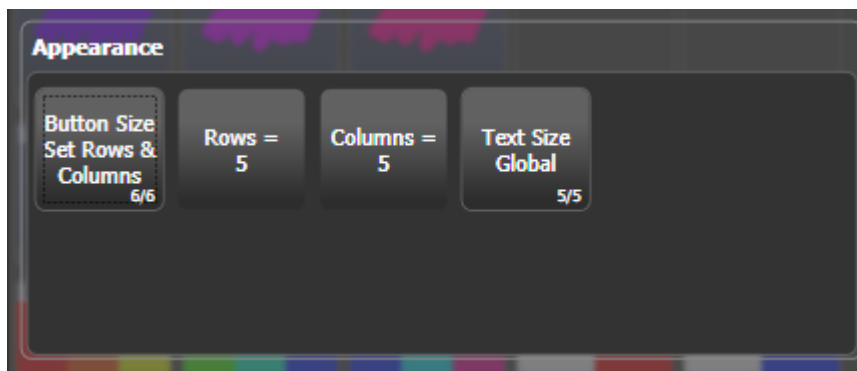 Appearance
Button Size
Set Rows &
Columns
6/6
Rows =
5
Columns =
5
Text Size
Global
5/5